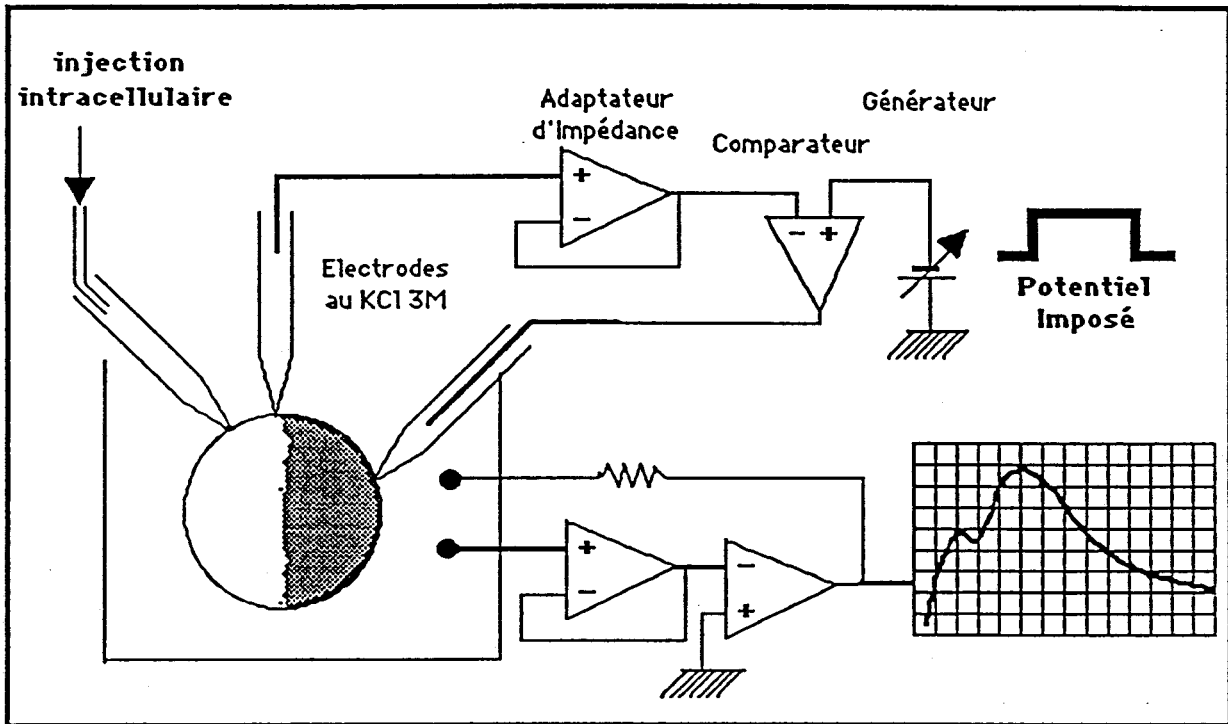 injection
intracellulaire
Adaptateur
d'Impédance
Générateur
Comparateur
+
−
− +
Electrodes
au KCl 3M
Potentiel
Imposé
+
−
−
+